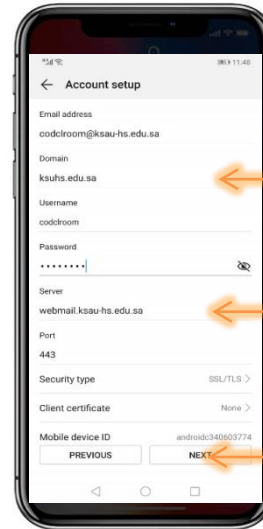 11:48
← Account setup
Email address
codclroom@ksau-hs.edu.sa
Domain
ksuhs.edu.sa
Username
codclroom
Password
••••••••
Server
webmail.ksau-hs.edu.sa
Port
443
Security type SSL/TLS >
Client certificate None >
Mobile device ID androidc340603774
PREVIOUS NEXT